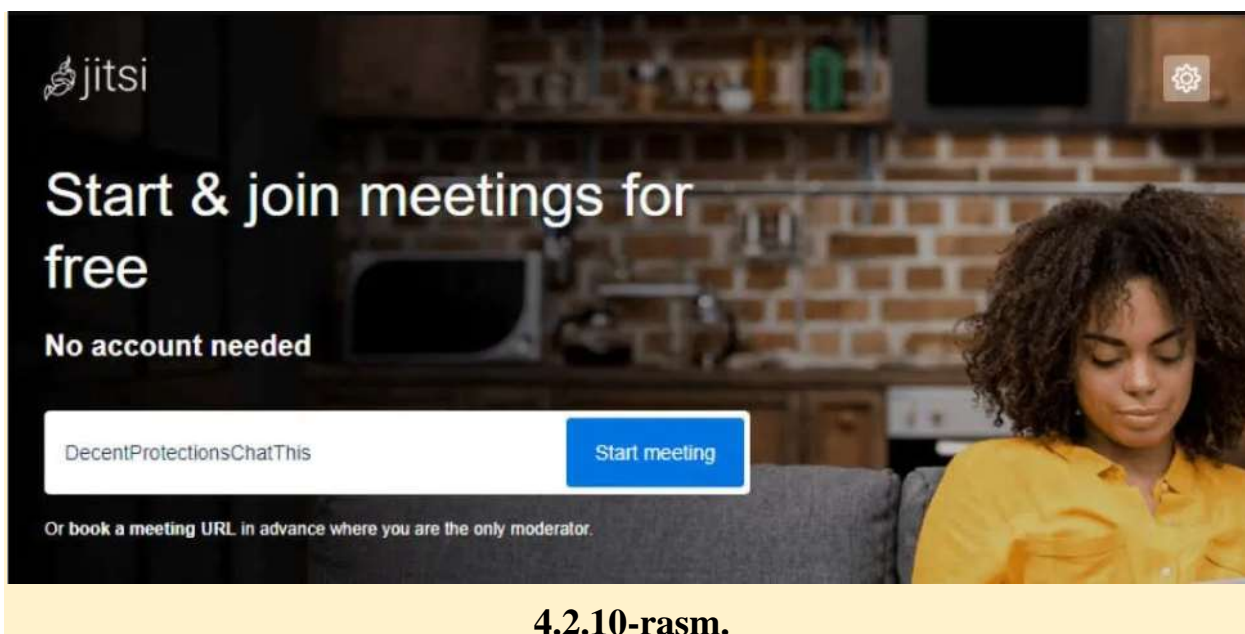 jitsi
Start & join meetings for
free
No account needed
DecentProtectionsChatThis
Start meeting
Or book a meeting URL in advance where you are the only moderator.
4.2.10-rasm.